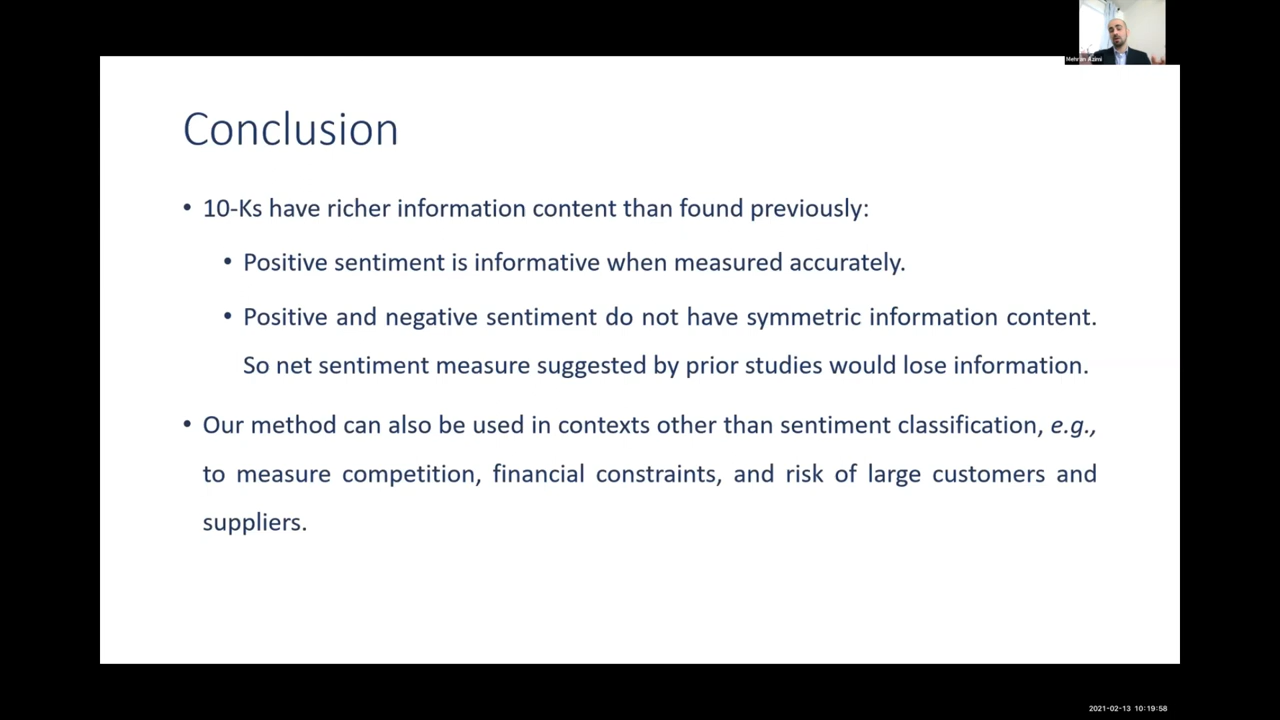 Mehran Azimi
Conclusion
• 10-Ks have richer information content than found previously:
• Positive sentiment is informative when measured accurately.
• Positive and negative sentiment do not have symmetric information content.
So net sentiment measure suggested by prior studies would lose information.
• Our method can also be used in contexts other than sentiment classification, e.g.,
to measure competition, financial constraints, and risk of large customers and
suppliers.
2021-02-13 10:19:58